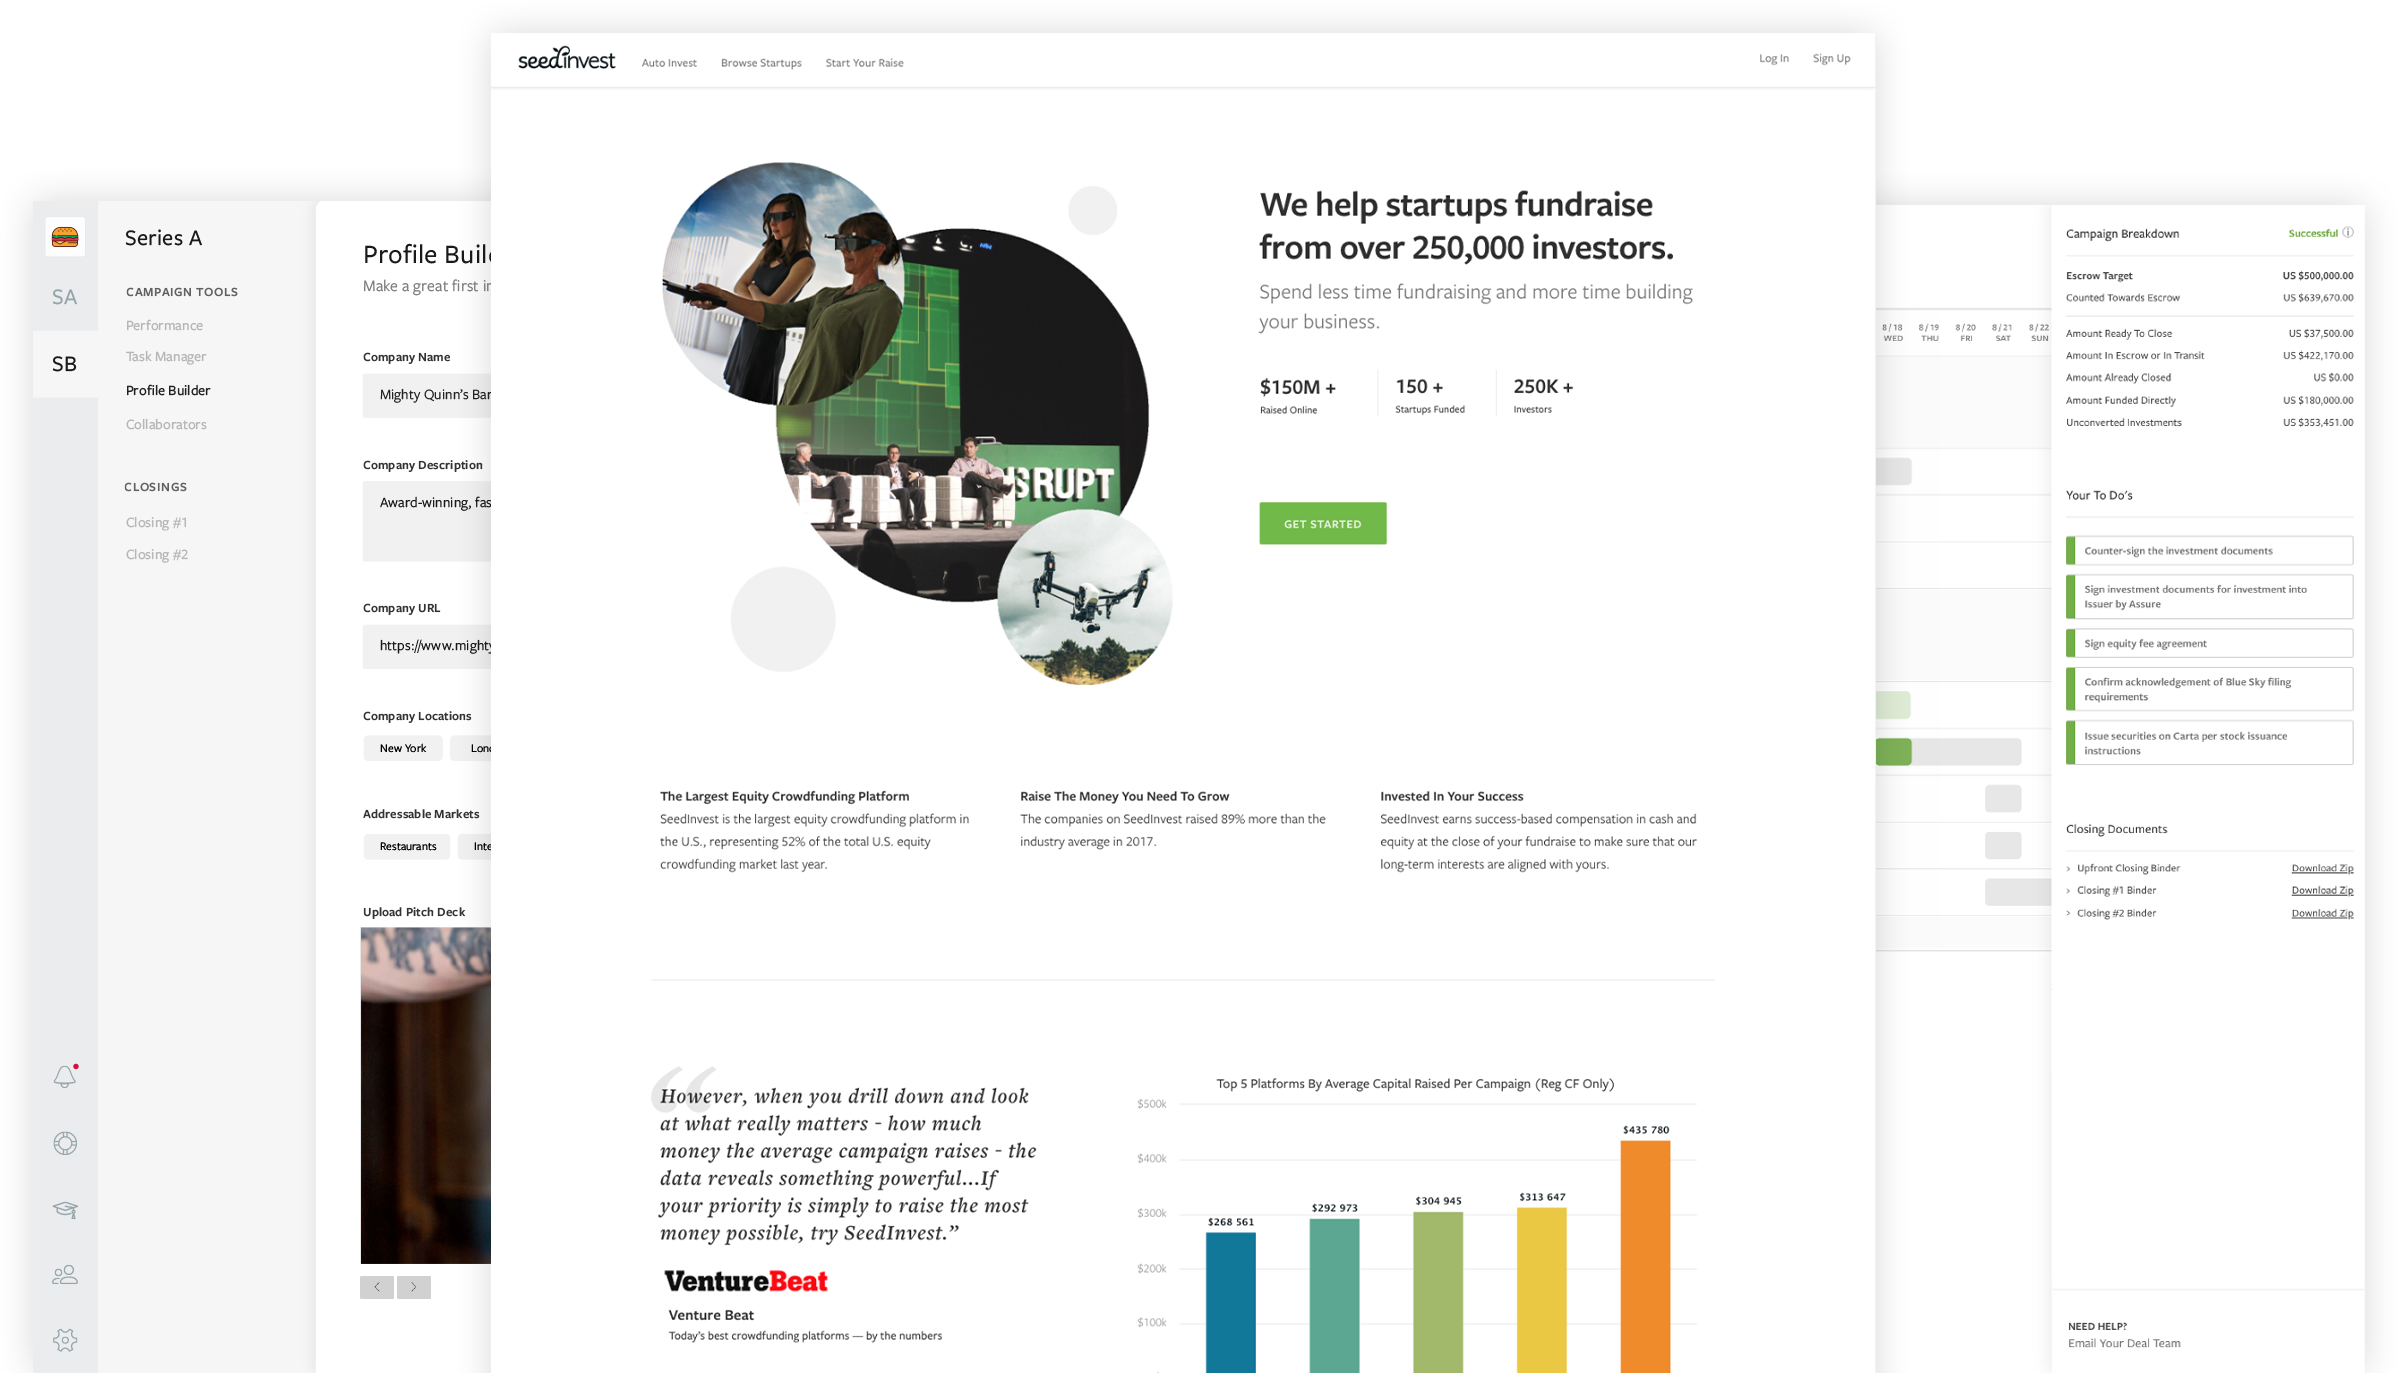 seedinvest
Auto Invest
Browse Startups
Start Your Raise
Log In
Sign Up
Series A
SA
SB
CAMPAIGN TOOLS
Performance
Task Manager
Profile Builder
Collaborators
CLOSINGS
Closing #1
Closing #2
Make a great first
Company Name
Mighty Quinn's
Company Description
Award-winning,
Company URL
https://www.
Company Locations
New York
Addressable Markets
Restaurants
Upload Pitch Deck
We help startups fundraise
from over 250,000 investors.
Spend less time fundraising and more time building
your business.
$150M +
Raised Online
150 +
Startups Funded
250K +
Investors
GET STARTED
The Largest Equity Crowdfunding Platform
SeedInvest is the largest equity crowdfunding platform in
the U.S., representing 52% of the total U.S. equity
crowdfunding market last year.
Raise The Money You Need To Grow
The companies on SeedInvest raised 89% more than the
industry average in 2017.
Invested In Your Success
SeedInvest earns success-based compensation in cash and
equity at the close of your fundraise to make sure that our
long-term interests are aligned with yours.
“However, when you drill down and look
at what really matters - how much
money the average campaign raises - the
data reveals something powerful...If
your priority is simply to raise the most
money possible, try SeedInvest.”
VentureBeat
Venture Beat
Today's best crowdfunding platforms — by the numbers
Top 5 Platforms By Average Capital Raised Per Campaign (Reg CF Only)
$500k
$400k
$300k
$200k
$100k
$268 561
$292 973
$304 945
$313 647
$435 780
8 / 18 WED
8 / 19 THU
8 / 20 FRI
8 / 21 SAT
8 / 22 SUN
Campaign Breakdown Successful
Escrow Target US $500,000.00
Counted Towards Escrow US $639,670.00
Amount Ready To Close US $37,500.00
Amount In Escrow or In Transit US $422,170.00
Amount Already Closed US $0.00
Amount Funded Directly US $180,000.00
Unconverted Investments US $353,451.00
Your To Do's
Counter-sign the investment documents
Sign investment documents for investment into
Issuer by Assure
Sign equity fee agreement
Confirm acknowledgement of Blue Sky filing
requirements
Issue securities on Carta per stock issuance
instructions
Closing Documents
Upfront Closing Binder Download Zip
Closing #1 Binder Download Zip
Closing #2 Binder Download Zip
NEED HELP?
Email Your Deal Team